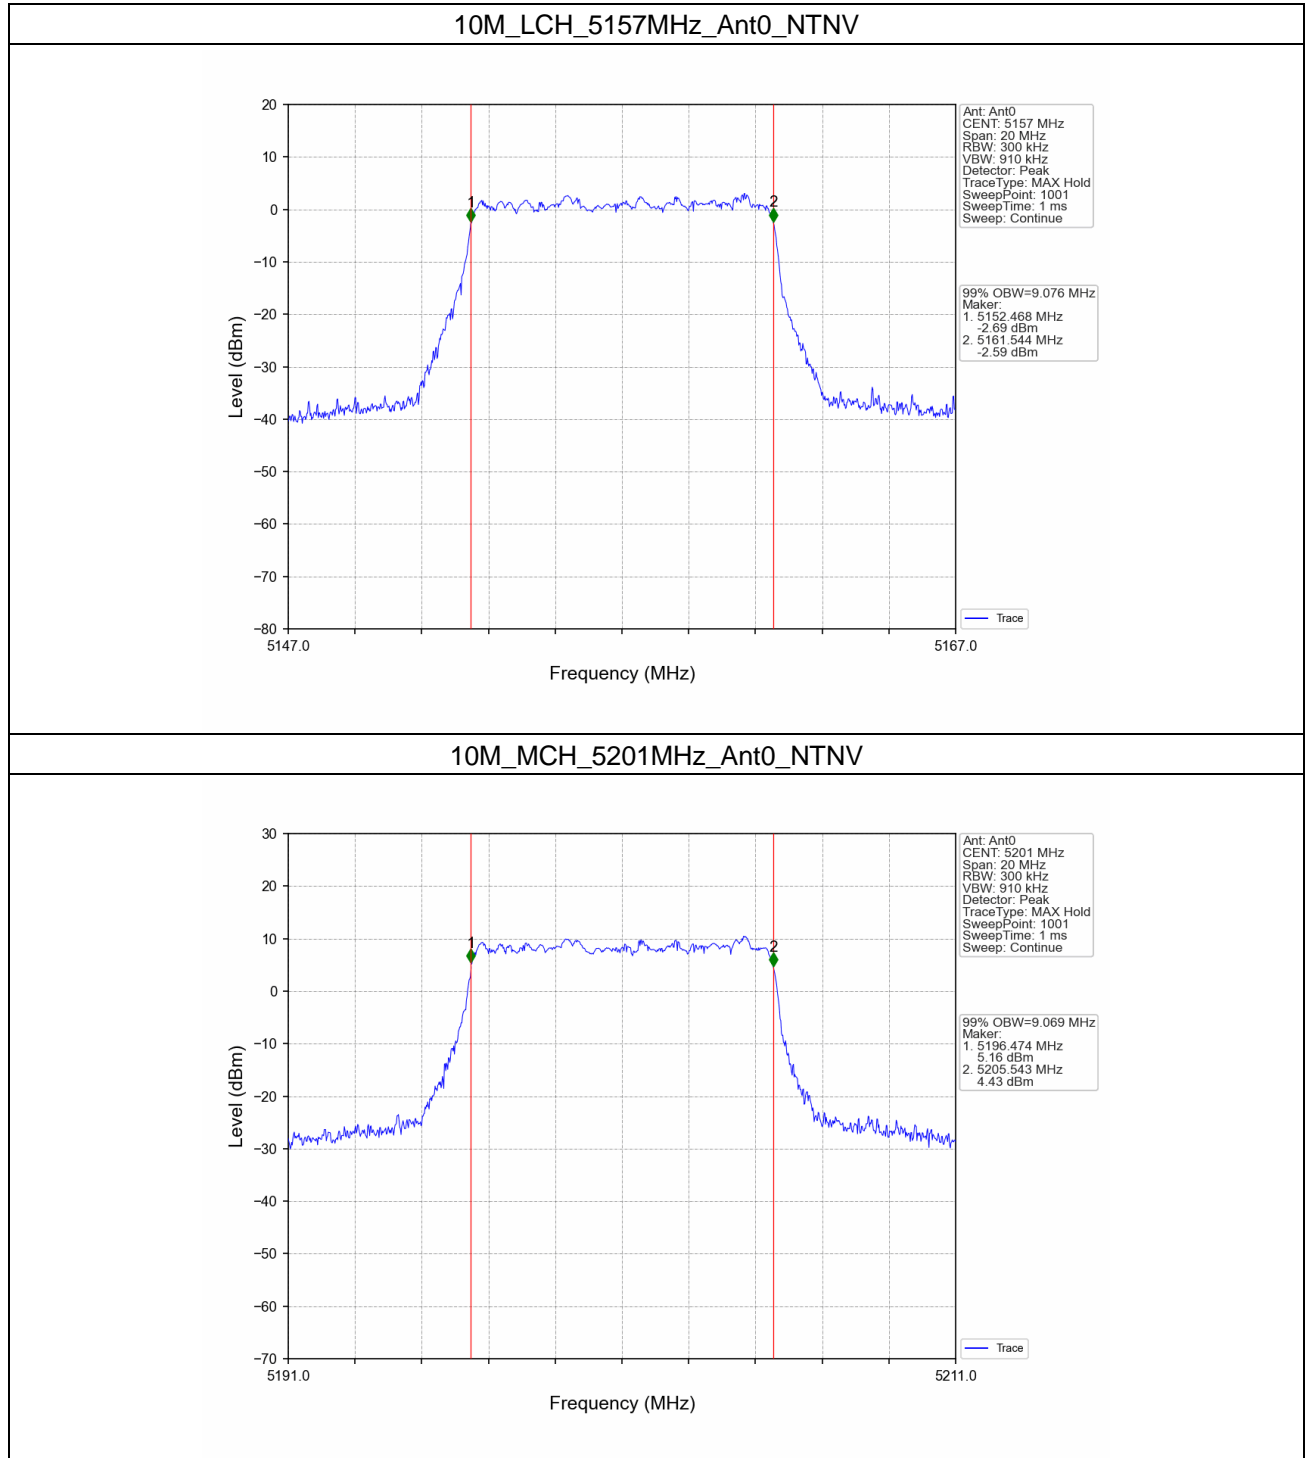 10M_LCH_5157MHz_Ant0_NTNV
20
10
0
−10
−20
−30
−40
−50
−60
−70
−80
Level (dBm)
1
2
5147.0
5167.0
Frequency (MHz)
Ant: Ant0
CENT: 5157 MHz
Span: 20 MHz
RBW: 300 kHz
VBW: 910 kHz
Detector: Peak
TraceType: MAX Hold
SweepPoint: 1001
SweepTime: 1 ms
Sweep: Continue
99% OBW=9.076 MHz
Maker:
1. 5152.468 MHz
-2.69 dBm
2. 5161.544 MHz
-2.59 dBm
Trace
10M_MCH_5201MHz_Ant0_NTNV
30
20
10
0
−10
−20
−30
−40
−50
−60
−70
Level (dBm)
1
2
5191.0
5211.0
Frequency (MHz)
Ant: Ant0
CENT: 5201 MHz
Span: 20 MHz
RBW: 300 kHz
VBW: 910 kHz
Detector: Peak
TraceType: MAX Hold
SweepPoint: 1001
SweepTime: 1 ms
Sweep: Continue
99% OBW=9.069 MHz
Maker:
1. 5196.474 MHz
5.16 dBm
2. 5205.543 MHz
4.43 dBm
Trace